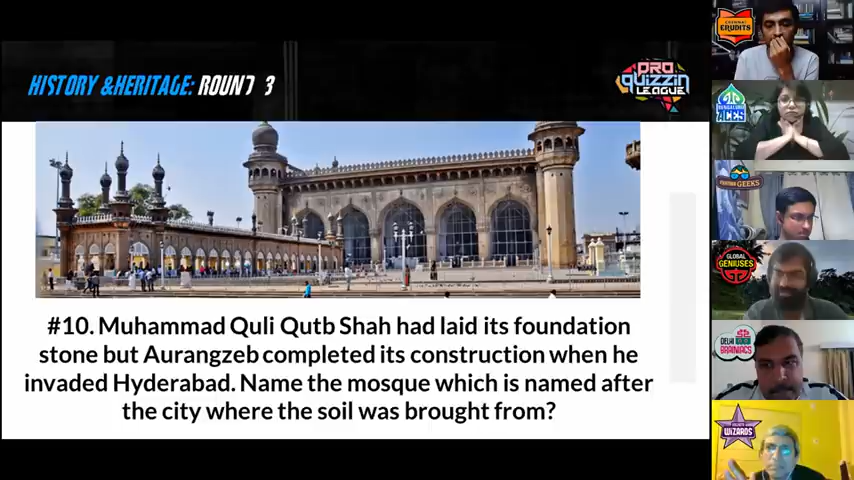 HISTORY &HERITAGE: ROUND 3
PRO
QUIZZIN
LEAGUE
#10. Muhammad Quli Qutb Shah had laid its foundation
stone but Aurangzeb completed its construction when he
invaded Hyderabad. Name the mosque which is named after
the city where the soil was brought from?
ERUDITS
ACES
GEEKS
GLOBAL
GENIUSES
DELHI
BRAINIACS
WIZARDS